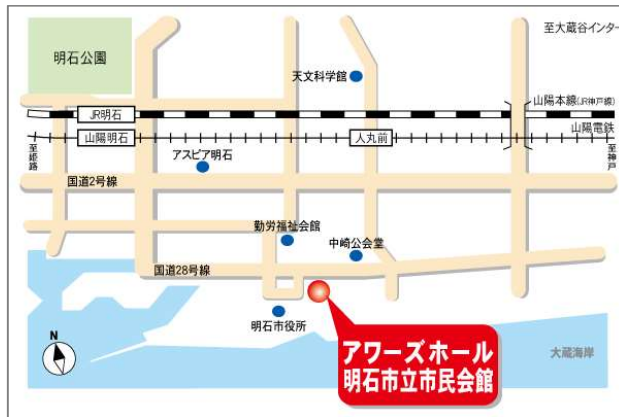 明石公園
至大蔵谷インター
天文科学館
山陽本線(JR神戸線)
JR明石
山陽電鉄
山陽明石
人丸前
至姫路
至神戸
アスピア明石
国道2号線
勤労福祉会館
中崎公会堂
国道28号線
明石市役所
アワーズホール
明石市立市民会館
大蔵海岸
N